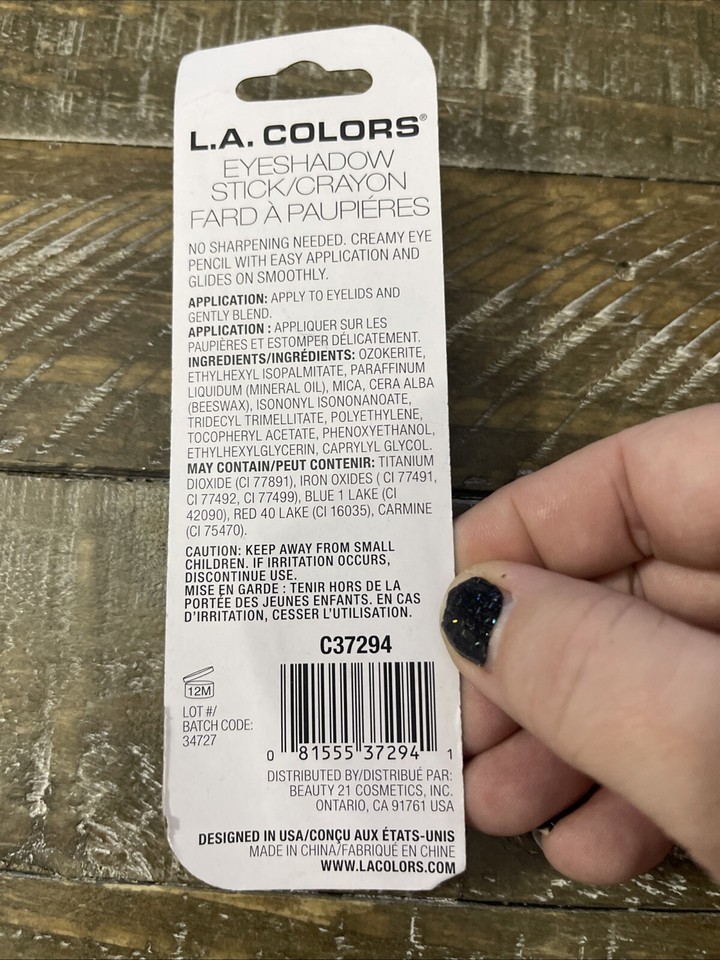 L.A. COLORS®
EYESHADOW
STICK/CRAYON
FARD À PAUPIÉRES
NO SHARPENING NEEDED. CREAMY EYE
PENCIL WITH EASY APPLICATION AND
GLIDES ON SMOOTHLY.
APPLICATION: APPLY TO EYELIDS AND
GENTLY BLEND.
APPLICATION : APPLIQUER SUR LES
PAUPIÈRES ET ESTOMPER DÉLICATEMENT.
INGREDIENTS/INGRÉDIENTS: OZOKERITE,
ETHYLHEXYL ISOPALMITATE, PARAFFINUM
LIQUIDUM (MINERAL OIL), MICA, CERA ALBA
(BEESWAX), ISONONYL ISONONANOATE,
TRIDECYL TRIMELLITATE, POLYETHYLENE,
TOCOPHERYL ACETATE, PHENOXYETHANOL,
ETHYLHEXYLGLYCERIN, CAPRYLYL GLYCOL.
MAY CONTAIN/PEUT CONTENIR: TITANIUM
DIOXIDE (CI 77891), IRON OXIDES ( CI 77491,
CI 77492, CI 77499), BLUE 1 LAKE (CI
42090), RED 40 LAKE (CI 16035), CARMINE
(CI 75470).
CAUTION: KEEP AWAY FROM SMALL
CHILDREN. IF IRRITATION OCCURS,
DISCONTINUE USE.
MISE EN GARDE : TENIR HORS DE LA
PORTÉE DES JEUNES ENFANTS. EN CAS
D'IRRITATION, CESSER L'UTILISATION.
C37294
12M
LOT #/
BATCH CODE:
34727
0 81555 37294 1
DISTRIBUTED BY/DISTRIBUÉ PAR:
BEAUTY 21 COSMETICS, INC.
ONTARIO, CA 91761 USA
DESIGNED IN USA/CONÇU AUX ÉTATS-UNIS
MADE IN CHINA/FABRIQUÉ EN CHINE
WWW.LACOLORS.COM